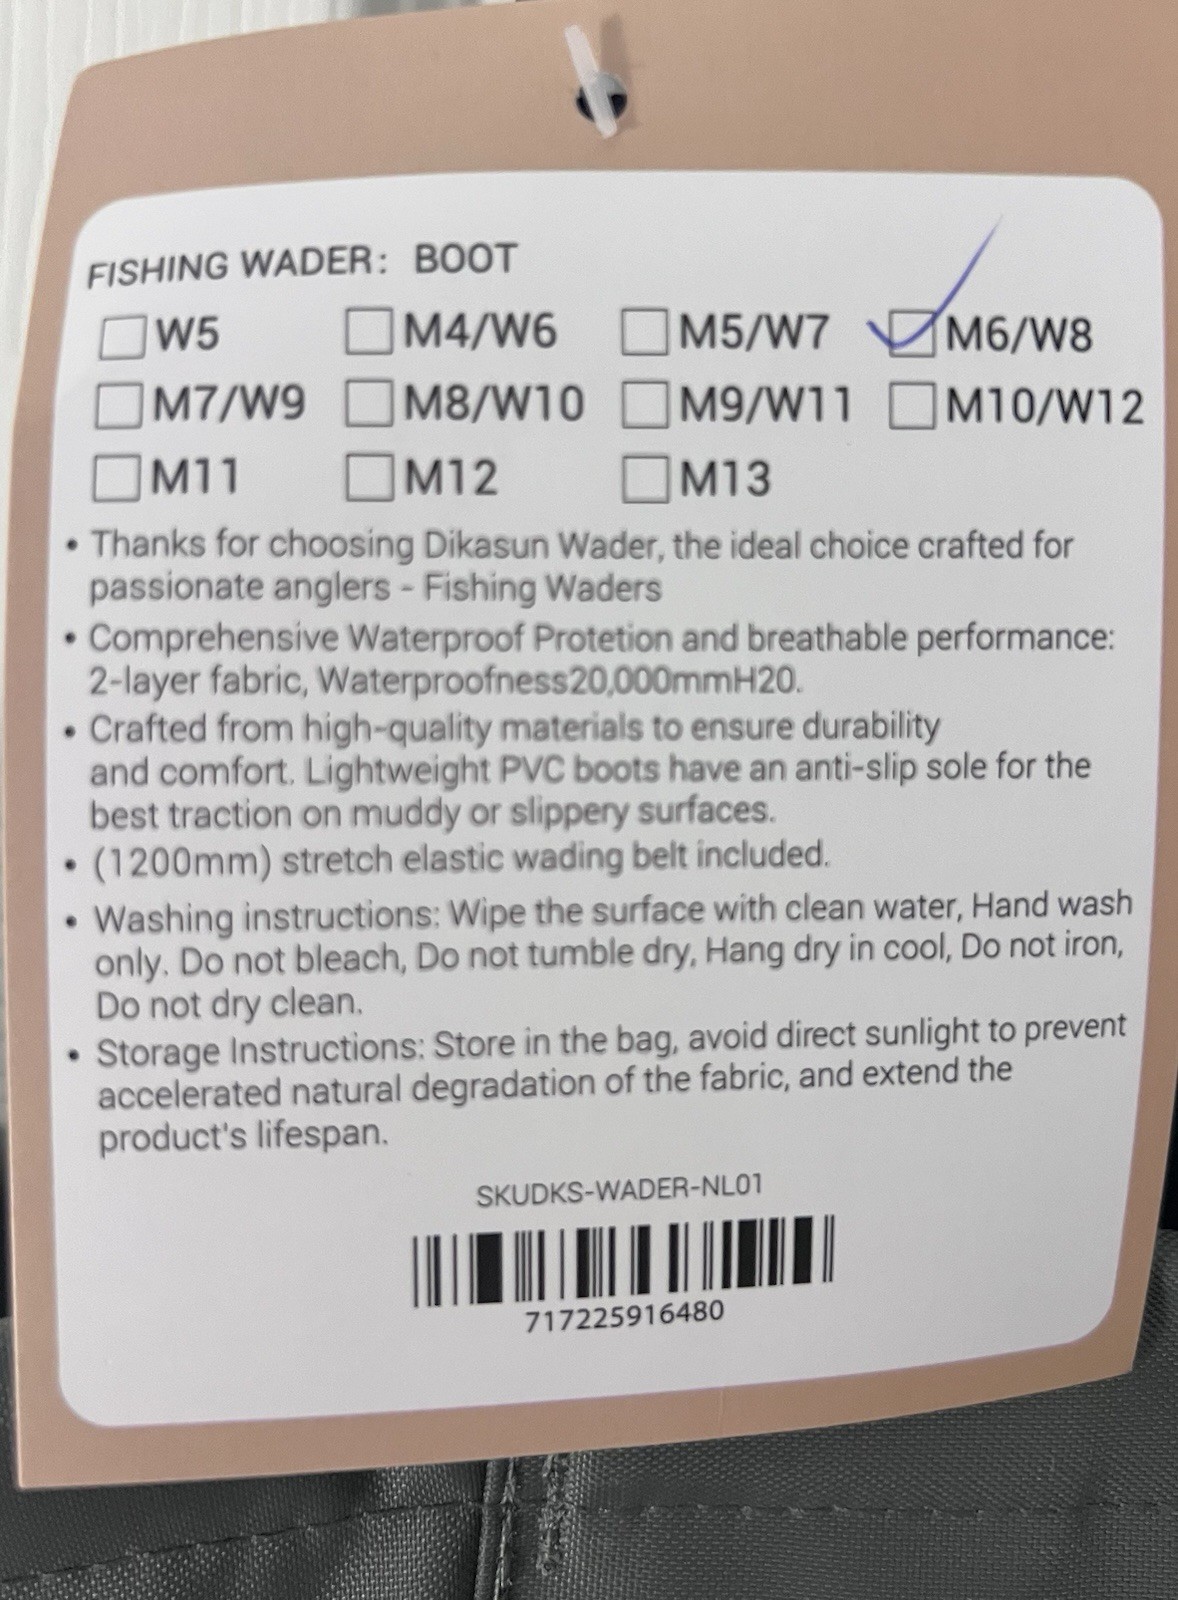 FISHING WADER: BOOT
W5 M4/W6 M5/W7 M6/W8
M7/W9 M8/W10 M9/W11 M10/W12
M11 M12 M13
• Thanks for choosing Dikasun Wader, the ideal choice crafted for
passionate anglers - Fishing Waders
• Comprehensive Waterproof Protetion and breathable performance:
2-layer fabric, Waterproofness20,000mmH20.
• Crafted from high-quality materials to ensure durability
and comfort. Lightweight PVC boots have an anti-slip sole for the
best traction on muddy or slippery surfaces.
• (1200mm) stretch elastic wading belt included.
• Washing instructions: Wipe the surface with clean water, Hand wash
only. Do not bleach, Do not tumble dry, Hang dry in cool, Do not iron,
Do not dry clean.
• Storage Instructions: Store in the bag, avoid direct sunlight to prevent
accelerated natural degradation of the fabric, and extend the
product's lifespan.
SKUDKS-WADER-NL01
717225916480